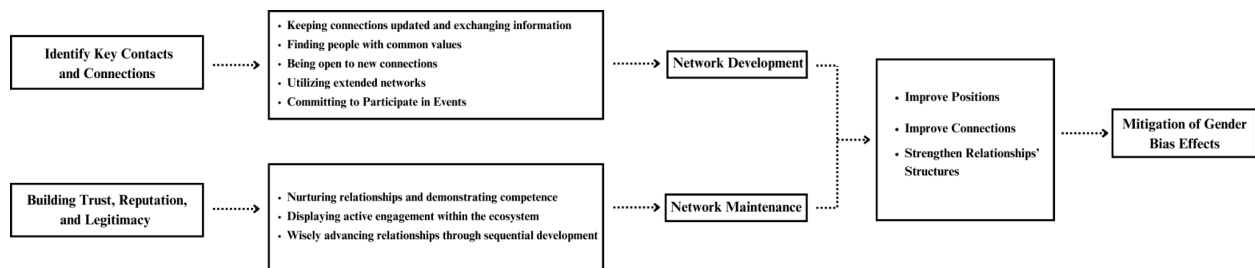 Identify Key Contacts
and Connections
• Keeping connections updated and exchanging information
• Finding people with common values
• Being open to new connections
• Utilizing extended networks
• Committing to Participate in Events
Network Development
Building Trust, Reputation,
and Legitimacy
• Nurturing relationships and demonstrating competence
• Displaying active engagement within the ecosystem
• Wisely advancing relationships through sequential development
Network Maintenance
• Improve Positions
• Improve Connections
• Strengthen Relationships'
Structures
Mitigation of Gender
Bias Effects